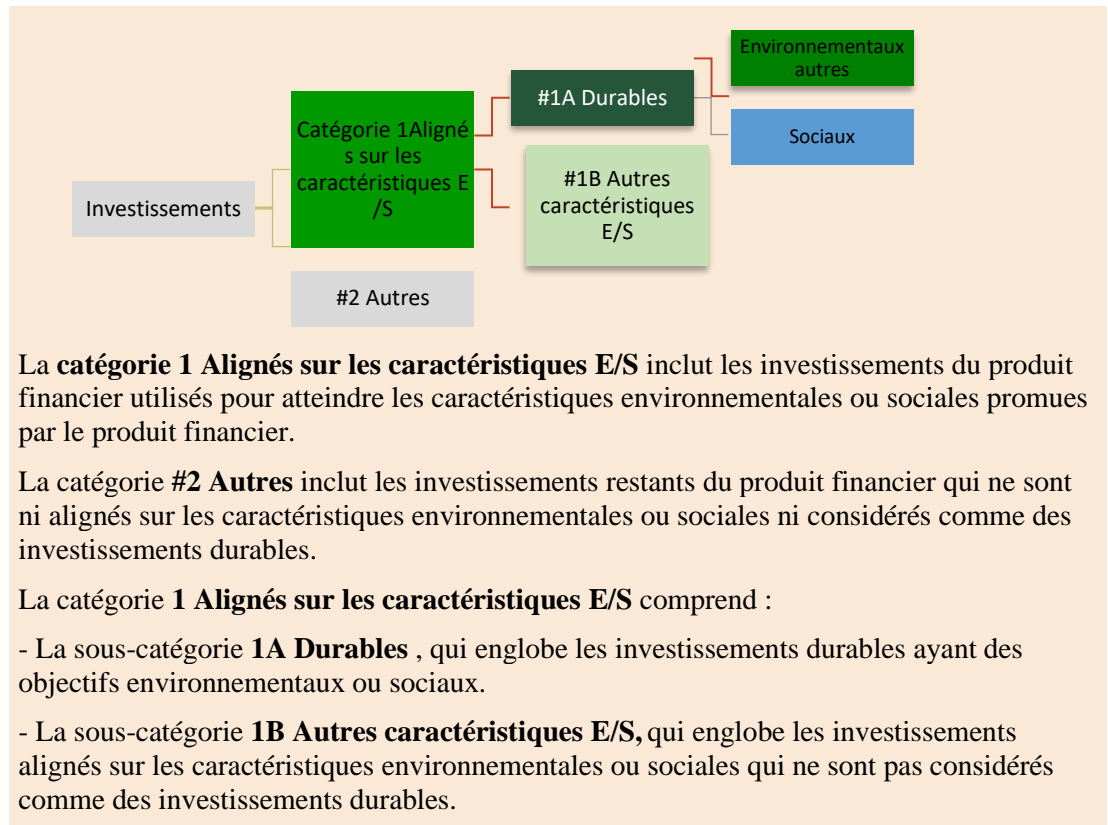 Environnementaux
autres
#1A Durables
Catégorie 1Aligné
s sur les
caractéristiques E
/S
Sociaux
#1B Autres
caractéristiques
E/S
Investissements
#2 Autres
La catégorie 1 Alignés sur les caractéristiques E/S inclut les investissements du produit
financier utilisés pour atteindre les caractéristiques environnementales ou sociales promues
par le produit financier.
La catégorie #2 Autres inclut les investissements restants du produit financier qui ne sont
ni alignés sur les caractéristiques environnementales ou sociales ni considérés comme des
investissements durables.
La catégorie 1 Alignés sur les caractéristiques E/S comprend :
- La sous-catégorie 1A Durables , qui englobe les investissements durables ayant des
objectifs environnementaux ou sociaux.
- La sous-catégorie 1B Autres caractéristiques E/S, qui englobe les investissements
alignés sur les caractéristiques environnementales ou sociales qui ne sont pas considérés
comme des investissements durables.